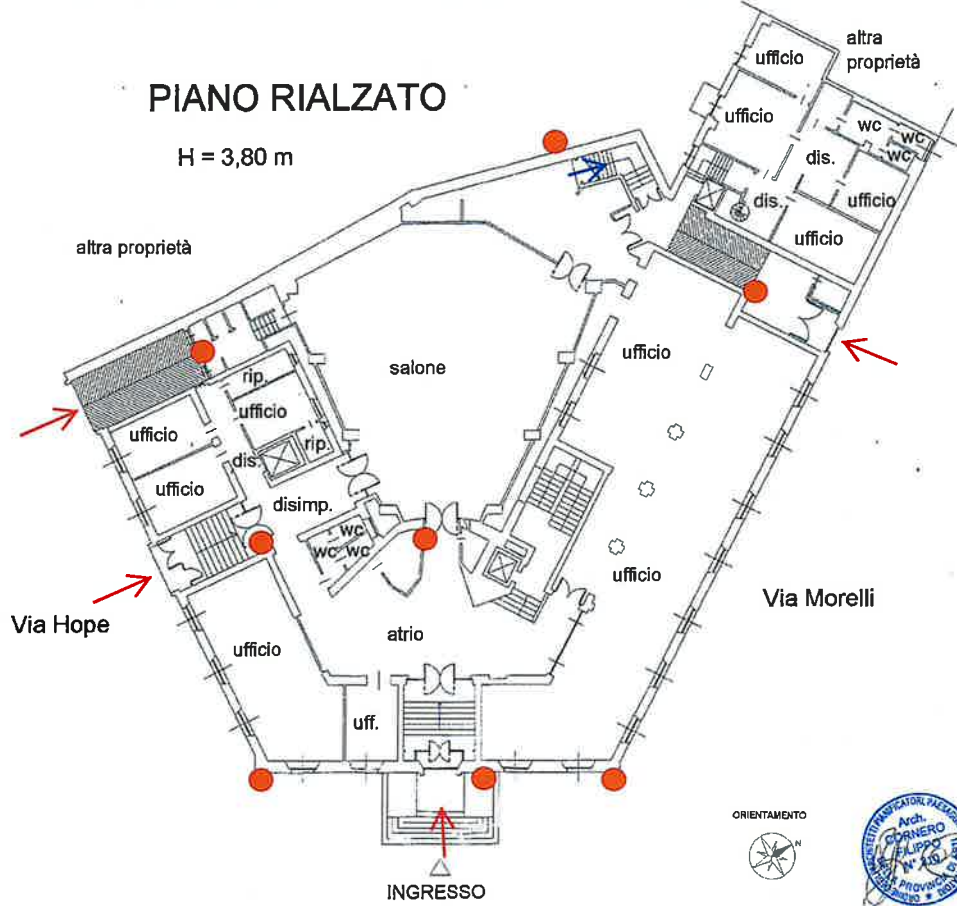 PIANO RIALZATO
H = 3,80 m
altra
proprietà
ufficio
ufficio
wc
wc
wc
dis.
dis.
ufficio
ufficio
altra proprietà
salone
ufficio
rip.
ufficio
ufficio
rip.
dis.
ufficio
disimp.
wc
wc
wc
ufficio
Via Hope
Via Morelli
atrio
ufficio
uff.
INGRESSO
ORIENTAMENTO
N
Arch.
CORNERO
FILIPPO